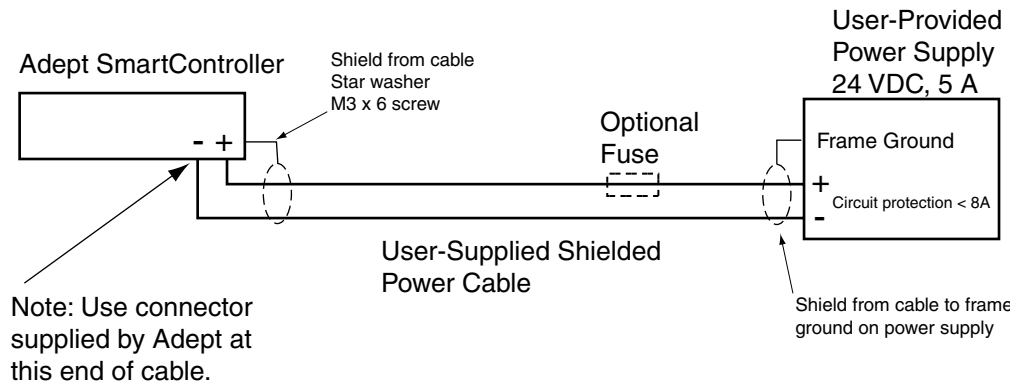 User-Provided
Power Supply
24 VDC, 5 A
Adept SmartController
Shield from cable
Star washer
M3 x 6 screw
- +
Optional
Fuse
Frame Ground
+
Circuit protection < 8A
-
User-Supplied Shielded
Power Cable
Note: Use connector
supplied by Adept at
this end of cable.
Shield from cable to frame
ground on power supply